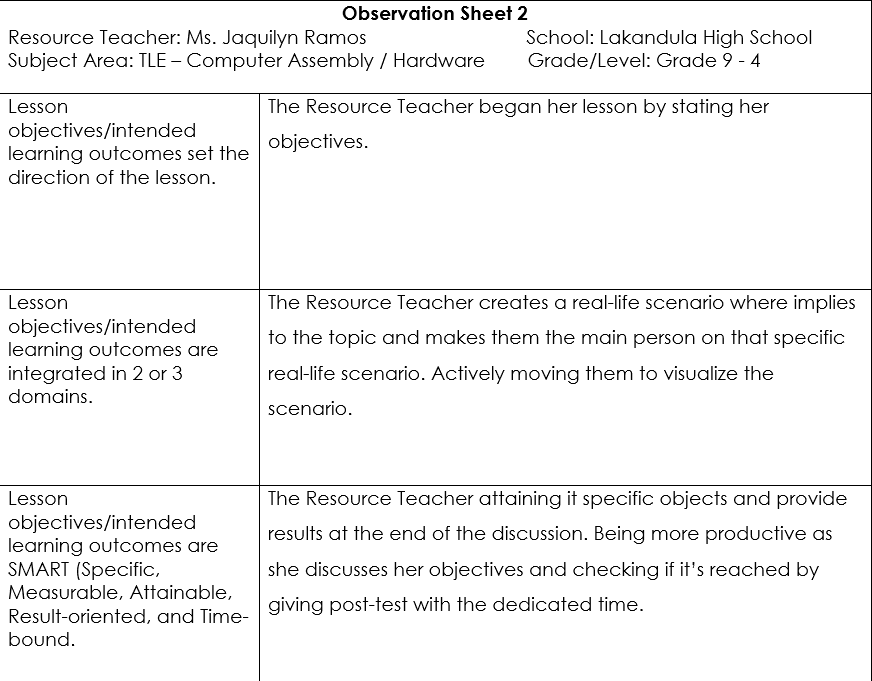 Observation Sheet 2
Resource Teacher: Ms. Jaquilyn Ramos School: Lakandula High School
Subject Area: TLE – Computer Assembly / Hardware Grade/Level: Grade 9 - 4
Lesson
objectives/intended
learning outcomes set the
direction of the lesson.
The Resource Teacher began her lesson by stating her
objectives.
Lesson
objectives/intended
learning outcomes are
integrated in 2 or 3
domains.
The Resource Teacher creates a real-life scenario where implies
to the topic and makes them the main person on that specific
real-life scenario. Actively moving them to visualize the
scenario.
Lesson
objectives/intended
learning outcomes are
SMART (Specific,
Measurable, Attainable,
Result-oriented, and Time-
bound.
The Resource Teacher attaining it specific objects and provide
results at the end of the discussion. Being more productive as
she discusses her objectives and checking if it’s reached by
giving post-test with the dedicated time.